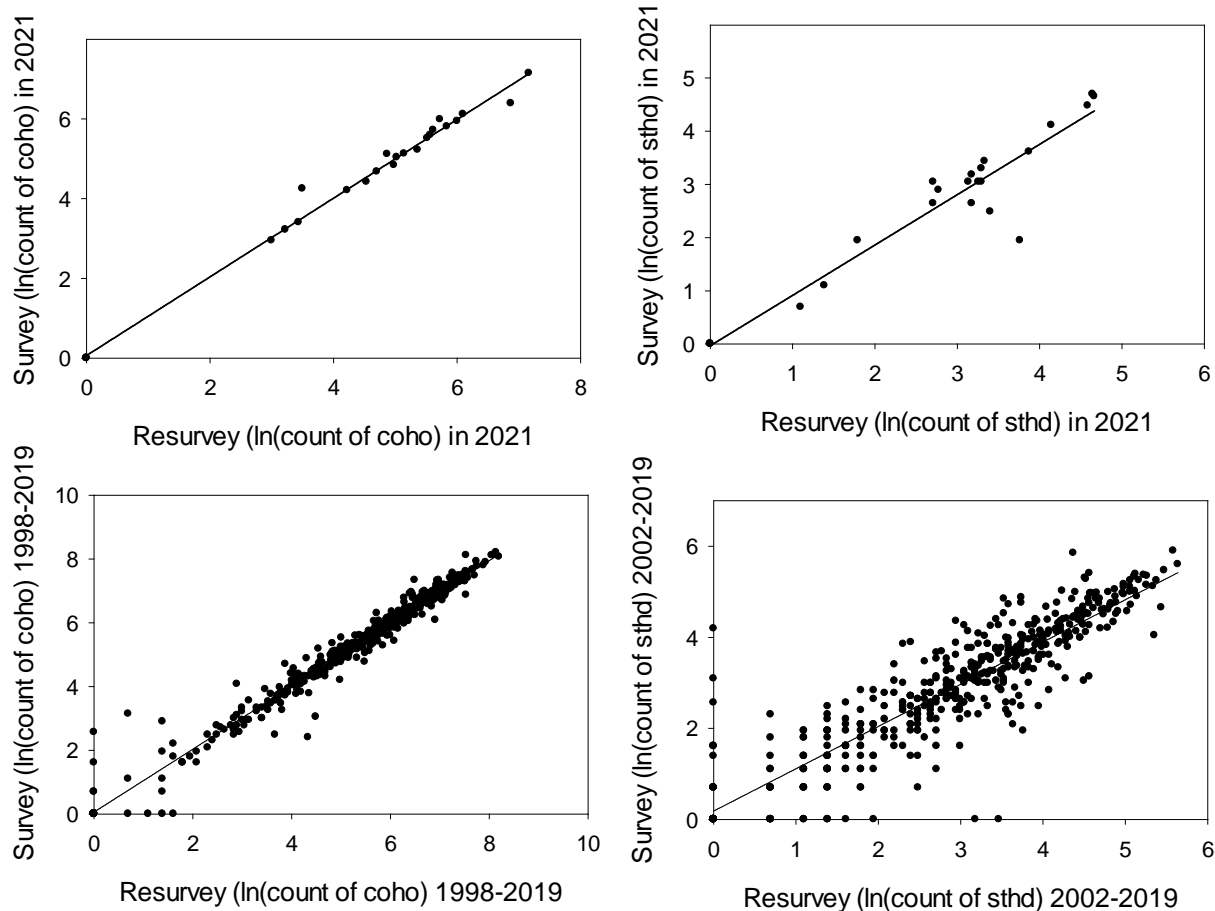 Survey (ln(count of coho) in 2021
6
4
2
0
0 2 4 6 8
Resurvey (ln(count of coho) in 2021
Survey (ln(count of sthd) in 2021
5
4
3
2
1
0
0 1 2 3 4 5 6
Resurvey (ln(count of sthd) in 2021
Survey (ln(count of coho) 1998-2019
10
8
6
4
2
0
0 2 4 6 8 10
Resurvey (ln(count of coho) 1998-2019
Survey (ln(count of sthd) 2002-2019
6
4
2
0
0 1 2 3 4 5 6
Resurvey (ln(count of sthd) 2002-2019